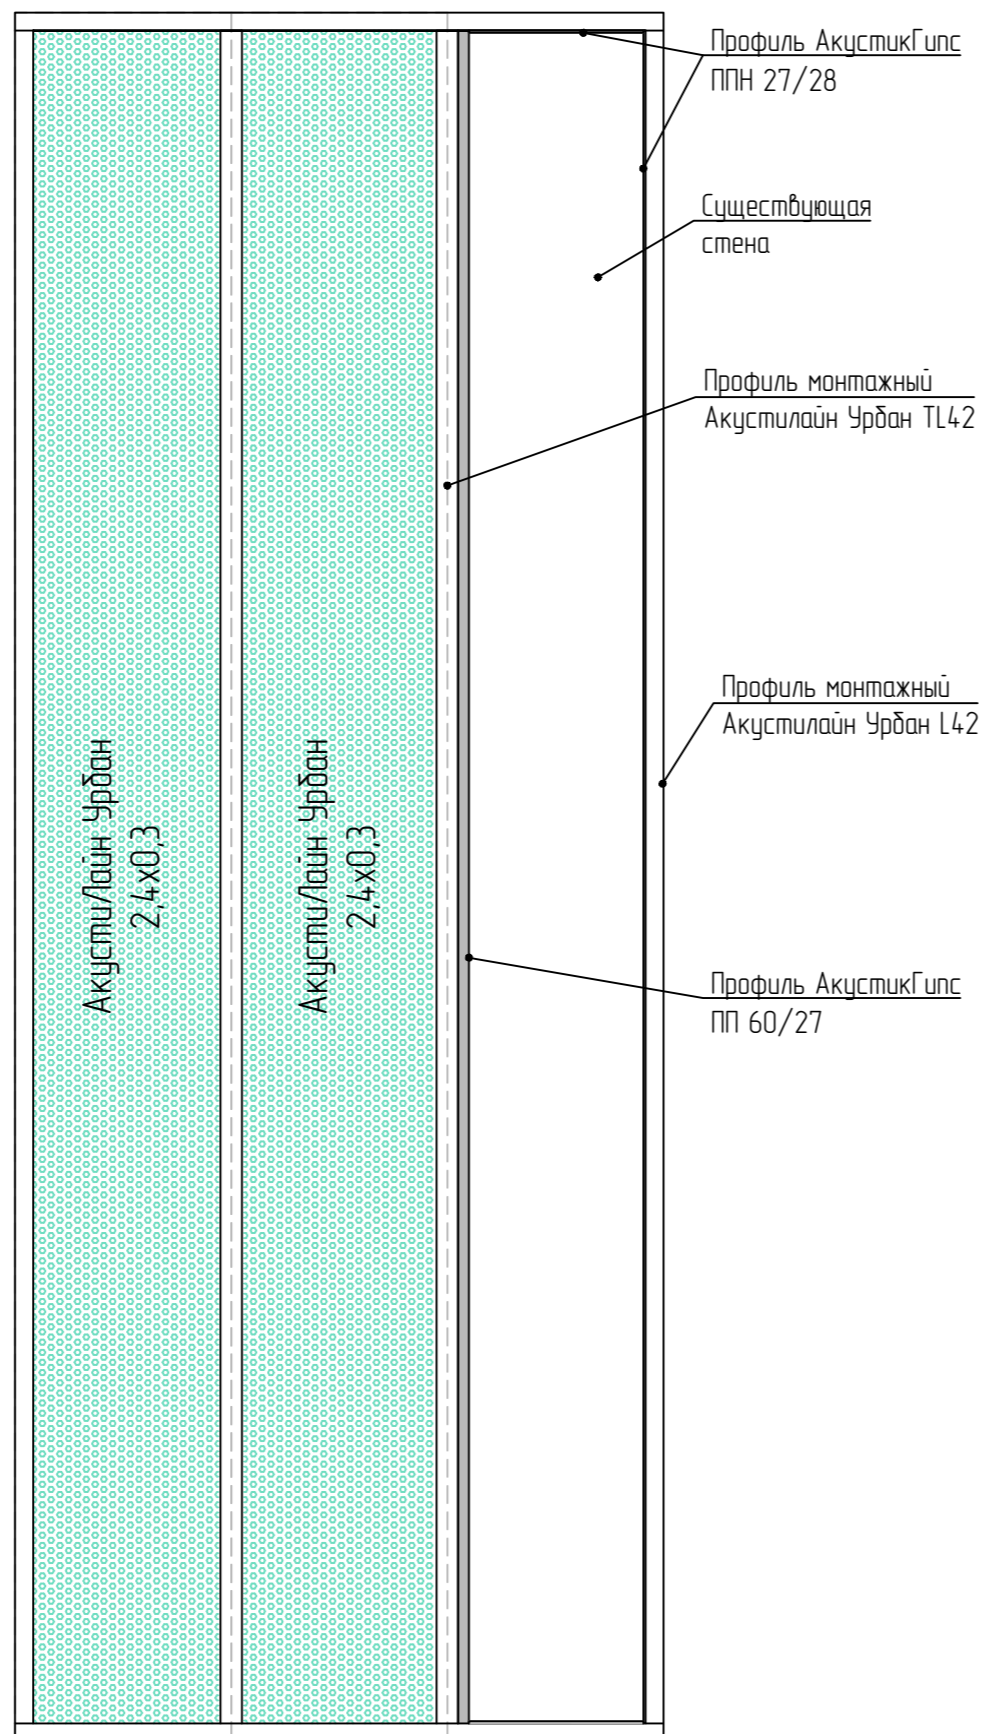 Профиль АкустикГипс
ППН 27/28
Существующая
стена
Профиль монтажный
Акустилайн Урбан TL42
Профиль монтажный
Акустилайн Урбан L42
АкустиЛайн Урбан
2,4х0,3
АкустиЛайн Урбан
2,4х0,3
Профиль АкустикГипс
ПП 60/27